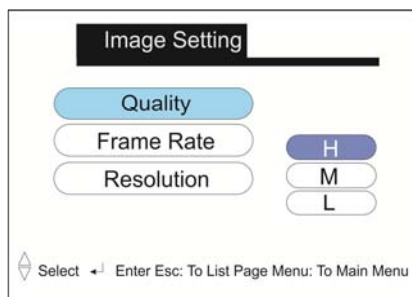 Image Setting
Quality
Frame Rate
Resolution
H
M
L
Select Enter Esc: To List Page Menu: To Main Menu